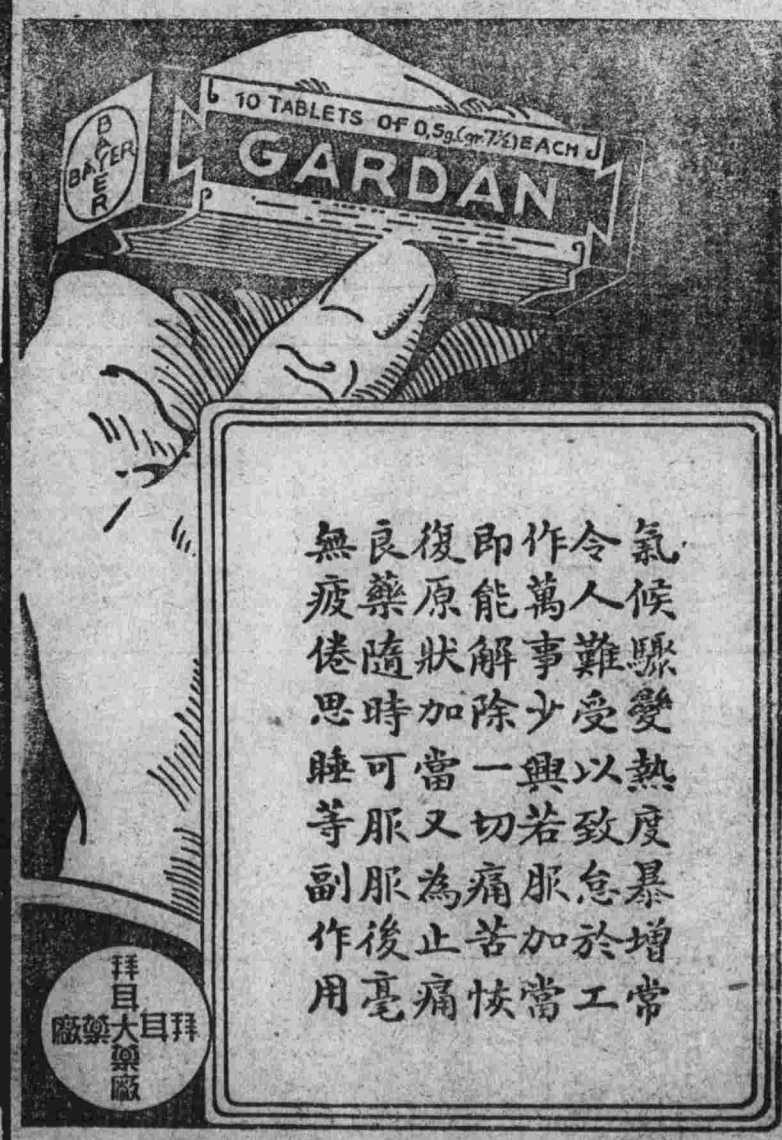 10 TABLETS OF 0,5g.(gr.7½) EACH
GARDAN
BAYER
BAYER
氣候驟變熱度暴增常
令人難受以致怠於工
作萬事少興若服加當
即能解除一切痛苦恢
復原狀加當又為止痛
良藥隨時可服服後毫
無疲倦思睡等副作用
拜耳大藥廠
拜耳大藥廠